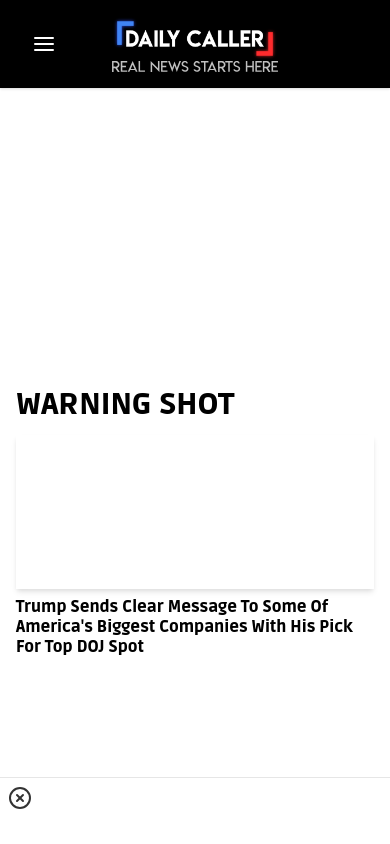 DAILY CALLER
REAL NEWS STARTS HERE
WARNING SHOT
Trump Sends Clear Message To Some Of
America's Biggest Companies With His Pick
For Top DOJ Spot